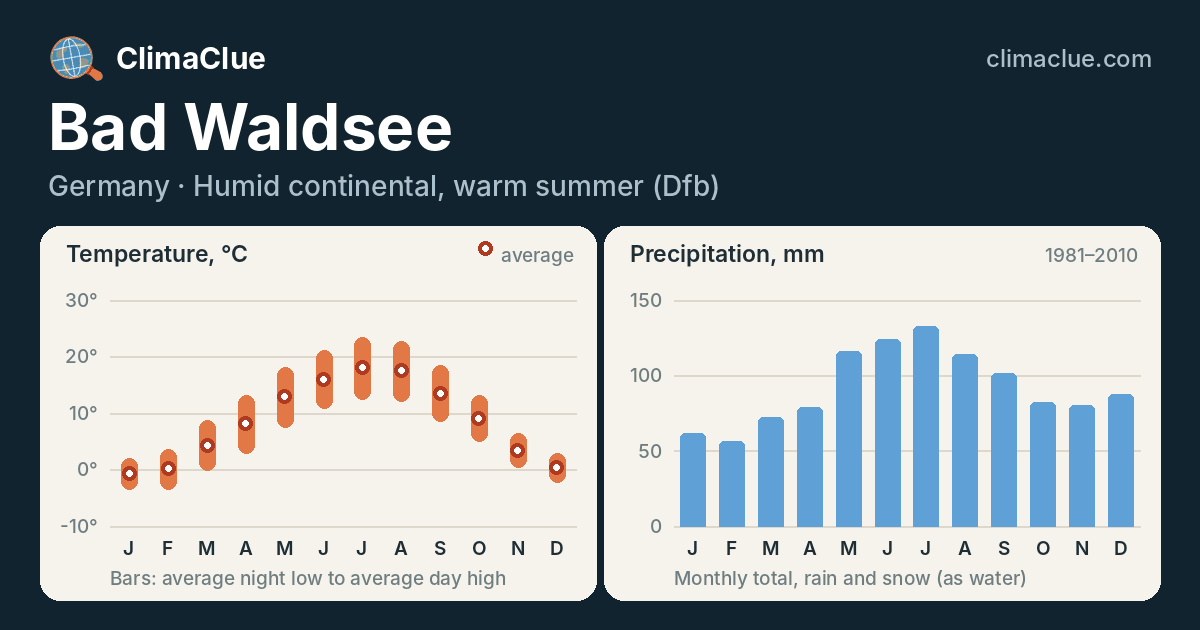 ClimaClue
climaclue.com
Bad Waldsee
Germany · Humid continental, warm summer (Dfb)
Temperature, °C
average
30°
20°
10°
0°
-10°
J F M A M J J A S O N D
Bars: average night low to average day high
Precipitation, mm
1981–2010
150
100
50
0
J F M A M J J A S O N D
Monthly total, rain and snow (as water)